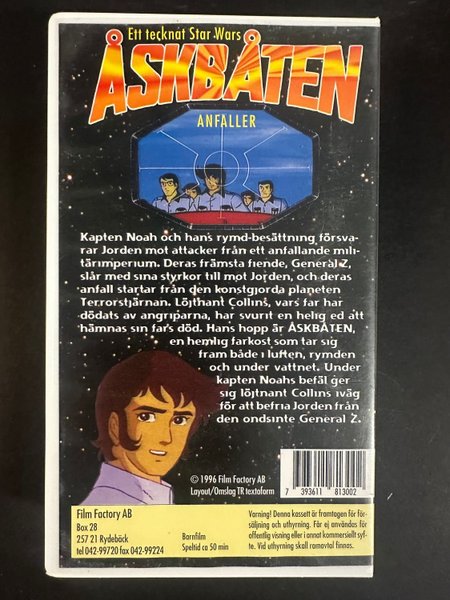 Ett tecknat Star Wars
ÅSKBÅTEN
ANFALLER
Kapten Noah och hans rymd-besättning försva-
rar Jorden mot attacker från ett anfallande mili-
tärimperium. Deras främsta fiende, General Z,
slår med sina styrkor till mot Jorden, och deras
anfall startar från den konstgjorda planeten
Terrorstjärnan. Löjtnant Collins, vars far har
dödats av angriparna, har svurit en helig ed att
hämnas sin fars död. Hans hopp är ÅSKBÅTEN,
en hemlig farkost som tar sig
fram både i luften, rymden
och under vattnet. Under
kapten Noahs befäl ger
sig löjtnant Collins iväg
för att befria Jorden från
den ondsinte General Z.
© 1996 Film Factory AB
Layout/Omslag TR textoform
7 393611 813002
Film Factory AB
Box 28
257 21 Rydebäck
tel 042-99720 fax 042-99224
Barnfilm
Speltid ca 50 min
Varning! Denna kassett är framtagen för för-
säljning och uthyrning. Får ej användas för
offentlig visning eller i annat kommersiellt syf-
te. Vid uthyrning skall ramavtal finnas.